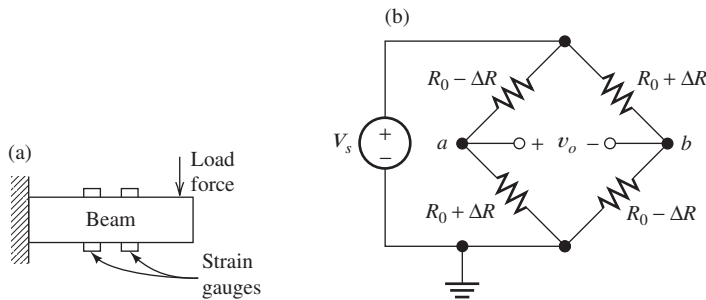 (a)
Load
force
Beam
Strain
gauges
(b)
R₀ − ΔR
R₀ + ΔR
Vₛ
+
−
a
+ vₒ −
b
R₀ + ΔR
R₀ − ΔR